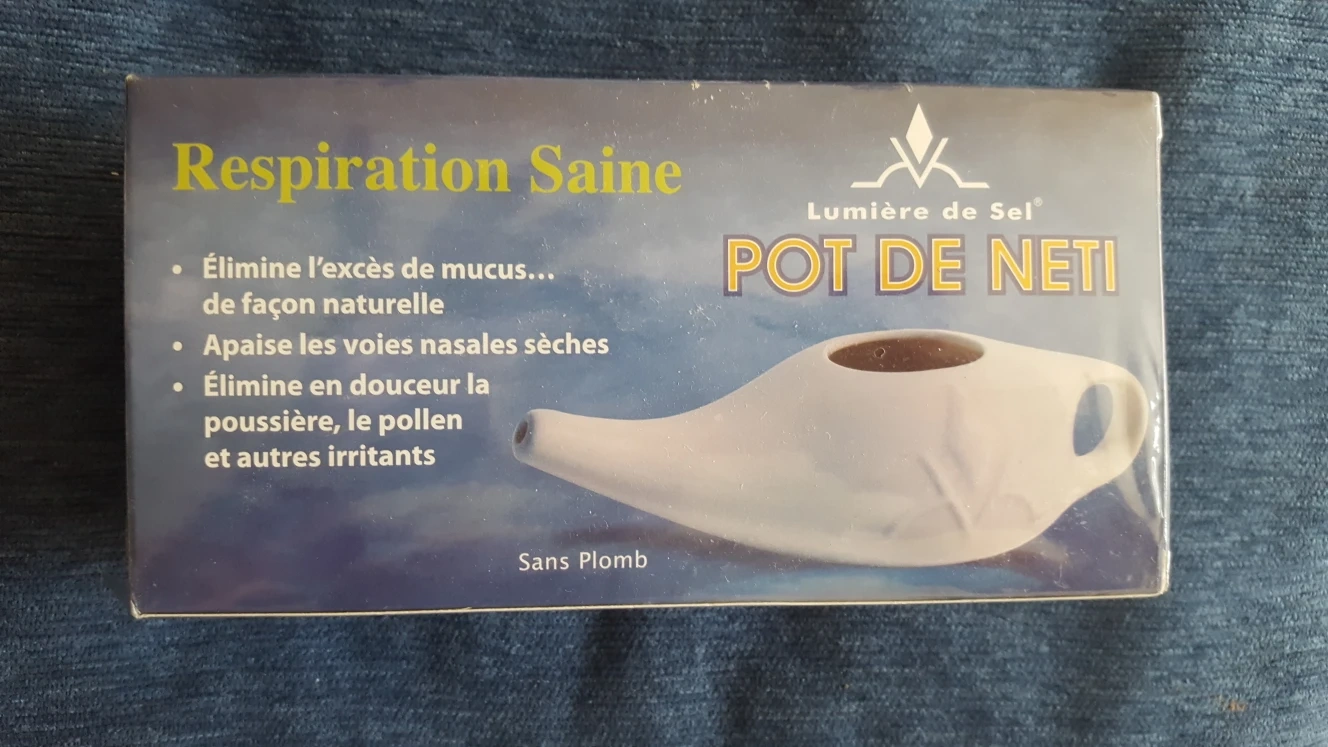 Respiration Saine
• Élimine l'excès de mucus...
de façon naturelle
• Apaise les voies nasales sèches
• Élimine en douceur la
poussière, le pollen
et autres irritants
Lumière de Sel®
POT DE NETI
Sans Plomb